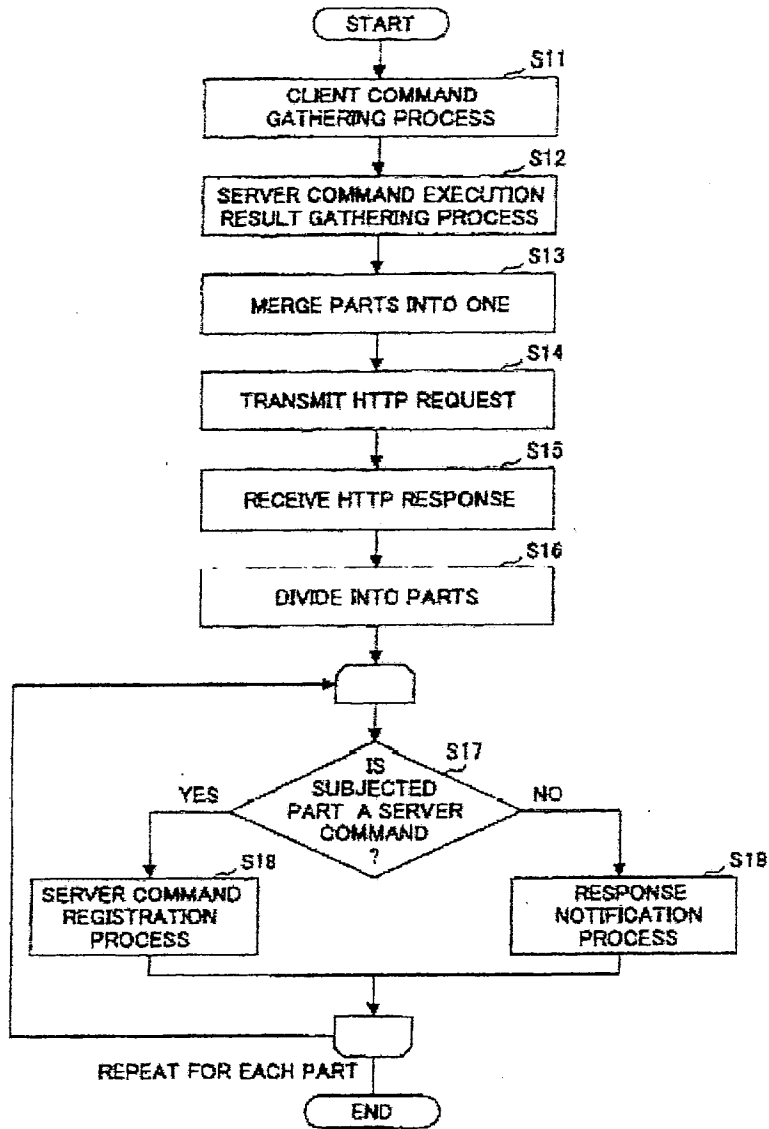 START
S11
CLIENT COMMAND
GATHERING PROCESS
S12
SERVER COMMAND EXECUTION
RESULT GATHERING PROCESS
S13
MERGE PARTS INTO ONE
S14
TRANSMIT HTTP REQUEST
S15
RECEIVE HTTP RESPONSE
S16
DIVIDE INTO PARTS
S17
IS
SUBJECTED
PART A SERVER
COMMAND
?
YES
NO
S18
SERVER COMMAND
REGISTRATION
PROCESS
S19
RESPONSE
NOTIFICATION
PROCESS
REPEAT FOR EACH PART
END